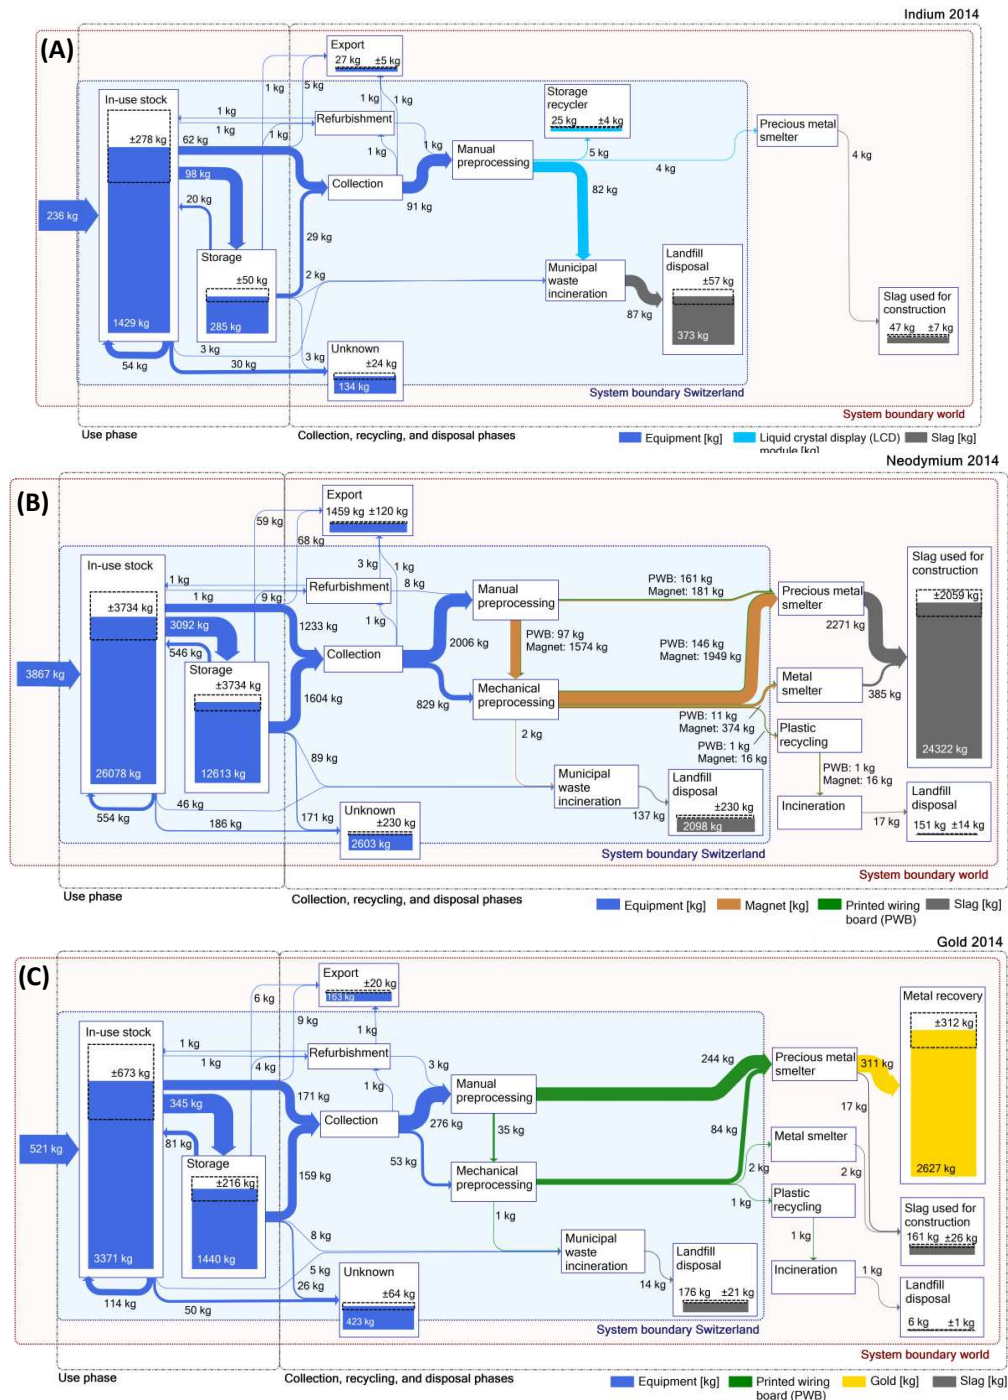 Indium 2014
(A)
Export
27 kg ±5 kg
1 kg
5 kg
1 kg
1 kg
In-use stock
±278 kg
1 kg
1 kg
Refurbishment
1 kg
62 kg
1 kg
1 kg
Storage
recycler
25 kg ±4 kg
Precious metal
smelter
Manual
preprocessing
5 kg
4 kg
4 kg
98 kg
Collection
91 kg
82 kg
20 kg
236 kg
29 kg
Storage
±50 kg
285 kg
2 kg
Municipal
waste
incineration
87 kg
Landfill
disposal
±57 kg
373 kg
Slag used for
construction
47 kg ±7 kg
1429 kg
3 kg
3 kg
54 kg
30 kg
Unknown
±24 kg
134 kg
System boundary Switzerland
System boundary world
Use phase
Collection, recycling, and disposal phases
Equipment [kg]
Liquid crystal display (LCD)
module [kg]
Slag [kg]
Neodymium 2014
(B)
Export
1459 kg ±120 kg
59 kg
68 kg
3 kg
1 kg
In-use stock
±3734 kg
1 kg
1 kg
9 kg
Refurbishment
8 kg
1 kg
Manual
preprocessing
PWB: 161 kg
Magnet: 181 kg
Precious metal
smelter
2271 kg
Slag used for
construction
±2059 kg
3092 kg
1233 kg
546 kg
Collection
2006 kg
PWB: 97 kg
Magnet: 1574 kg
PWB: 146 kg
Magnet: 1949 kg
3867 kg
Storage
±3734 kg
1604 kg
829 kg
Mechanical
preprocessing
Metal
smelter
385 kg
PWB: 11 kg
Magnet: 374 kg
2 kg
PWB: 1 kg
Magnet: 16 kg
Plastic
recycling
24322 kg
89 kg
26078 kg
12613 kg
PWB: 1 kg
Magnet: 16 kg
Municipal
waste
incineration
137 kg
Landfill
disposal
±230 kg
2098 kg
Incineration
17 kg
Landfill
disposal
151 kg ±14 kg
46 kg
554 kg
186 kg
171 kg
Unknown
±230 kg
2603 kg
System boundary Switzerland
System boundary world
Use phase
Collection, recycling, and disposal phases
Equipment [kg]
Magnet [kg]
Printed wiring
board (PWB)
Slag [kg]
Gold 2014
(C)
Export
±20 kg
163 kg
6 kg
9 kg
1 kg
In-use stock
±673 kg
1 kg
1 kg
4 kg
Refurbishment
3 kg
1 kg
Manual
preprocessing
244 kg
Precious metal
smelter
311 kg
Metal recovery
±312 kg
2627 kg
17 kg
345 kg
171 kg
Collection
276 kg
35 kg
84 kg
521 kg
81 kg
Storage
±216 kg
159 kg
53 kg
Mechanical
preprocessing
Metal smelter
2 kg
2 kg
1 kg
Plastic
recycling
1 kg
1 kg
Slag used for
construction
161 kg ±26 kg
8 kg
3371 kg
1440 kg
Municipal
waste
incineration
14 kg
Landfill
disposal
176 kg ±21 kg
Incineration
1 kg
Landfill
disposal
6 kg ±1 kg
5 kg
26 kg
114 kg
50 kg
Unknown
±64 kg
423 kg
System boundary Switzerland
System boundary world
Use phase
Collection, recycling, and disposal phases
Equipment [kg]
Printed wiring
board (PWB)
Gold [kg]
Slag [kg]